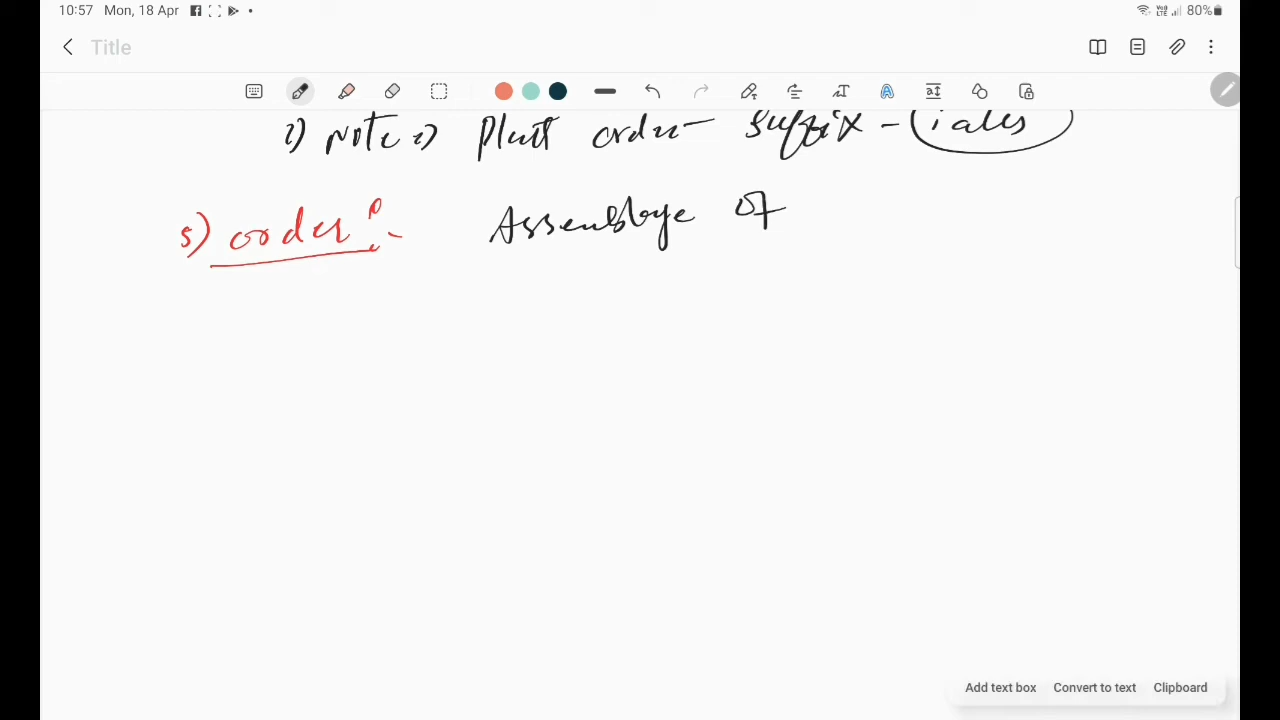 10:57 Mon, 18 Apr 80%
Title
1) Note :) Plant order - suffix - iales
5) order :- Assemblage of
Add text box Convert to text Clipboard